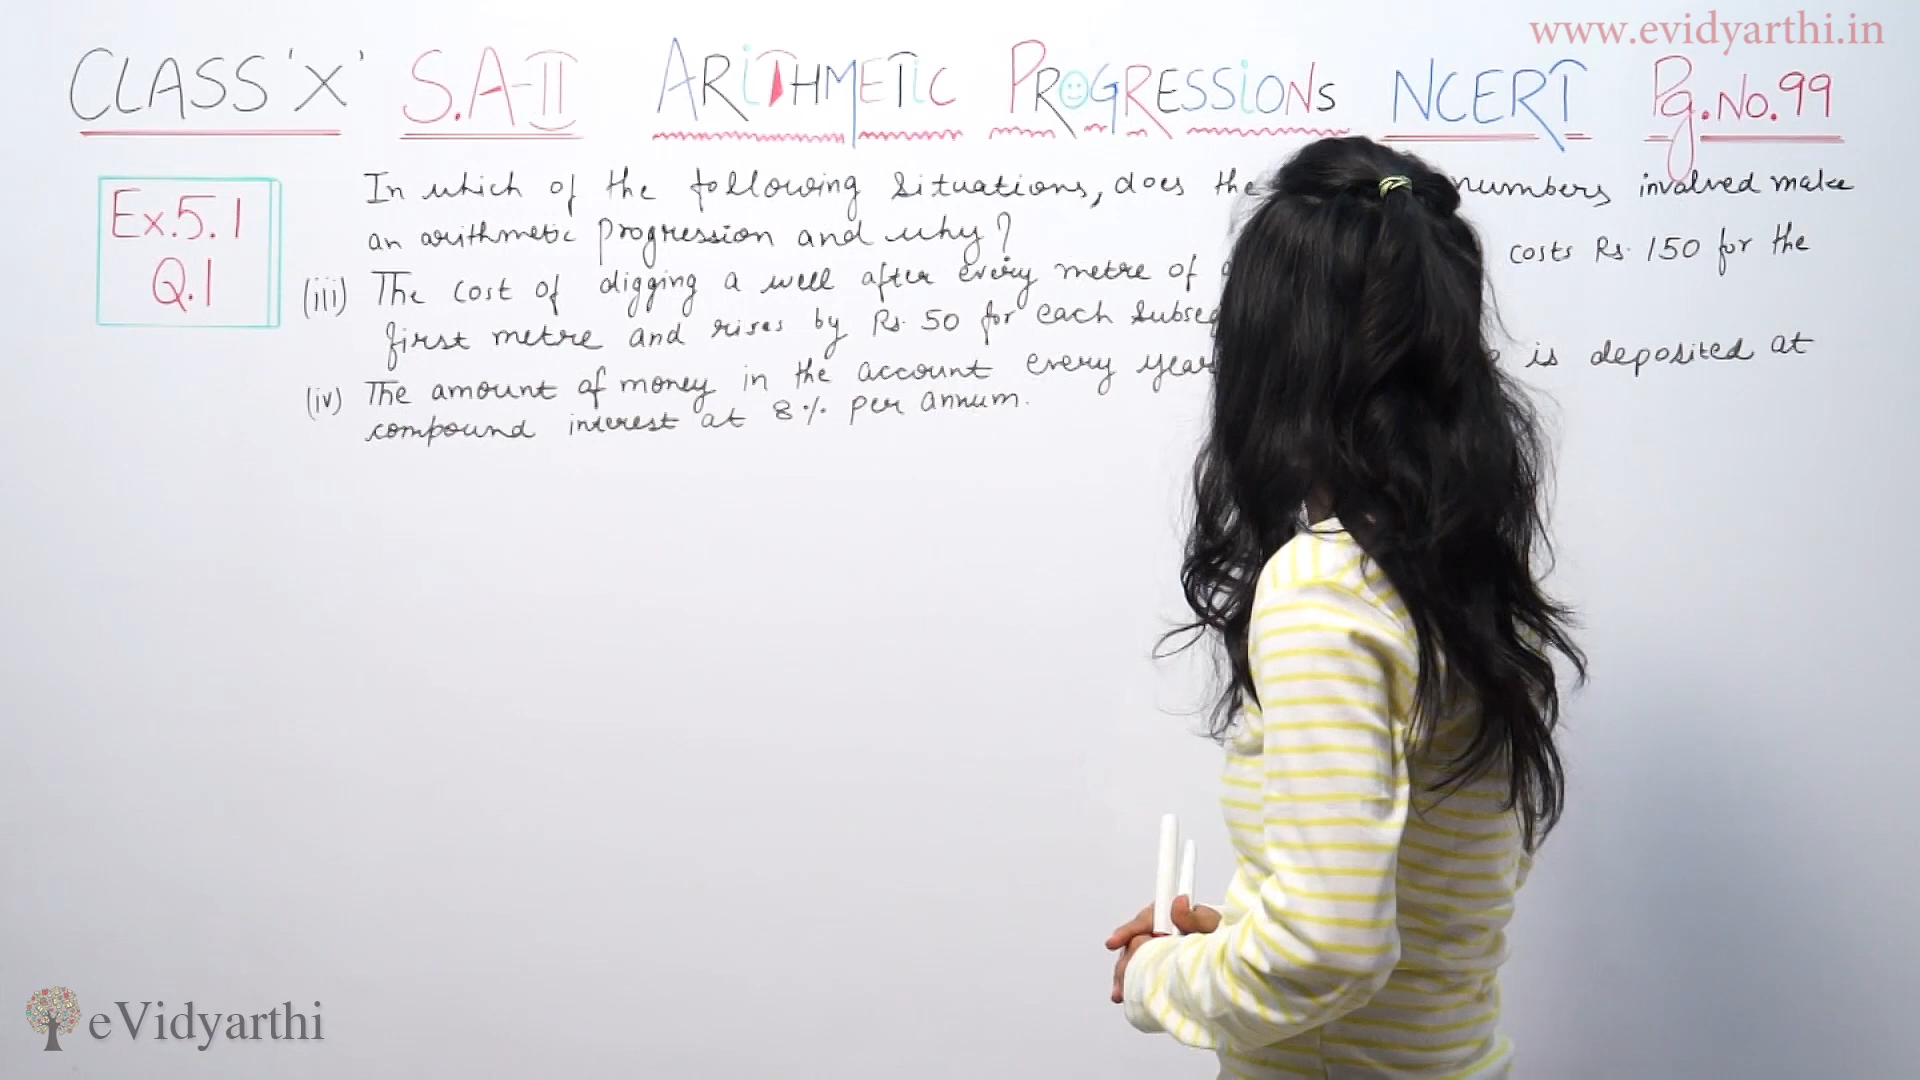 www.evidyarthi.in
CLASS 'X' S.A-II ARITHMETIC PROGRESSIONS NCERT Pg.No.99
Ex.5.1
Q.1
In which of the following situations, does the numbers involved make
an arithmetic progression and why?
(iii) The cost of digging a well after every metre of costs Rs. 150 for the
first metre and rises by Rs. 50 for each
(iv) The amount of money in the account every year is deposited at
compound interest at 8% per annum.
eVidyarthi